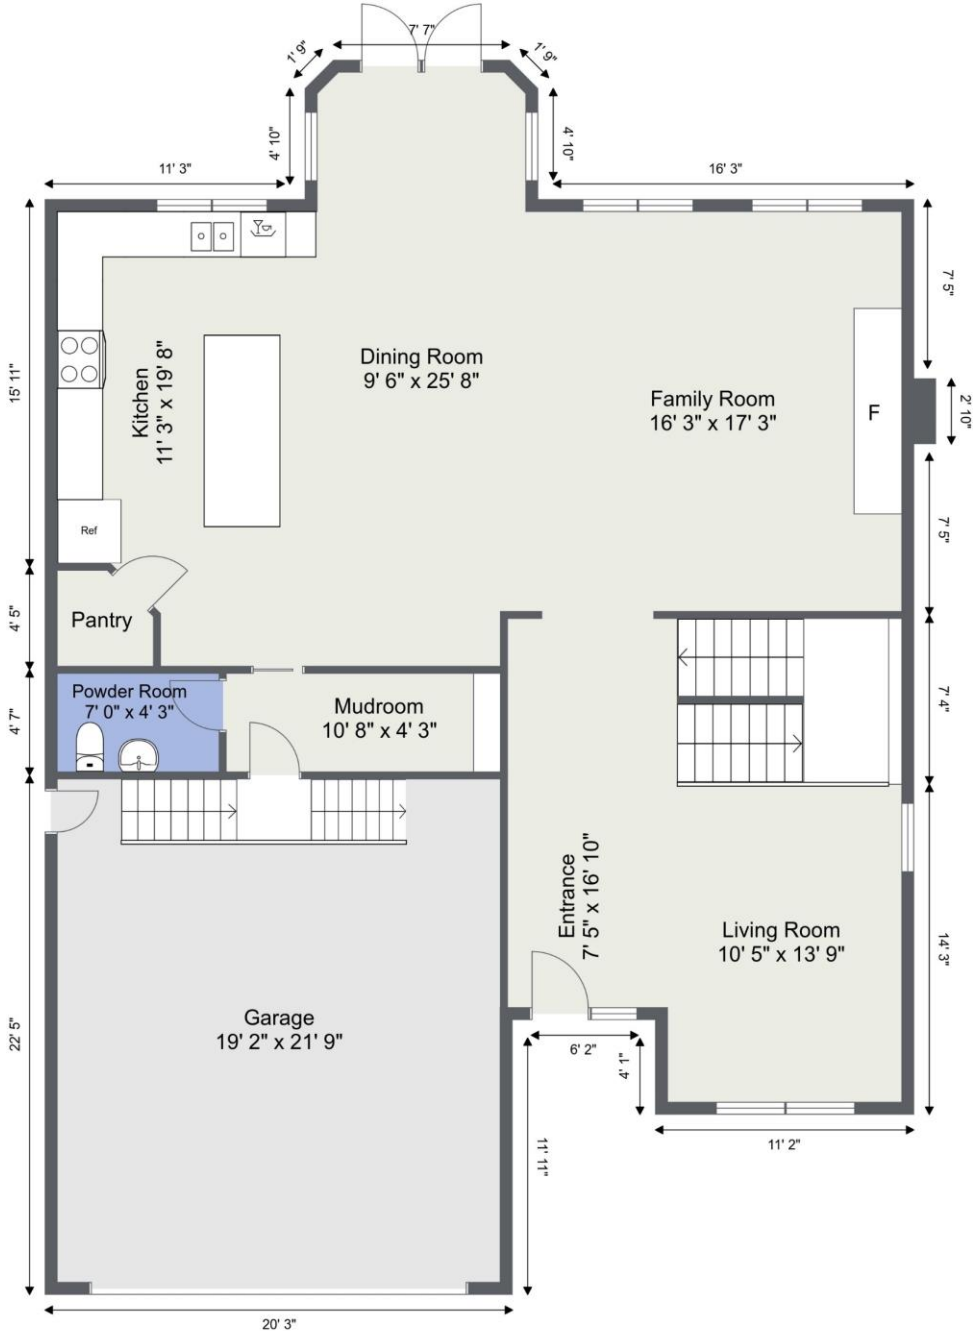 7' 7"
1' 9"
1' 9"
4' 10"
4' 10"
11' 3"
16' 3"
7' 5"
15' 11"
Kitchen
11' 3" x 19' 8"
Dining Room
9' 6" x 25' 8"
Family Room
16' 3" x 17' 3"
F
2' 10"
Ref
7' 5"
Pantry
4' 5"
Powder Room
7' 0" x 4' 3"
4' 7"
Mudroom
10' 8" x 4' 3"
7' 4"
Entrance
7' 5" x 16' 10"
Living Room
10' 5" x 13' 9"
14' 3"
Garage
19' 2" x 21' 9"
22' 5"
6' 2"
4' 1"
11' 2"
11' 11"
20' 3"